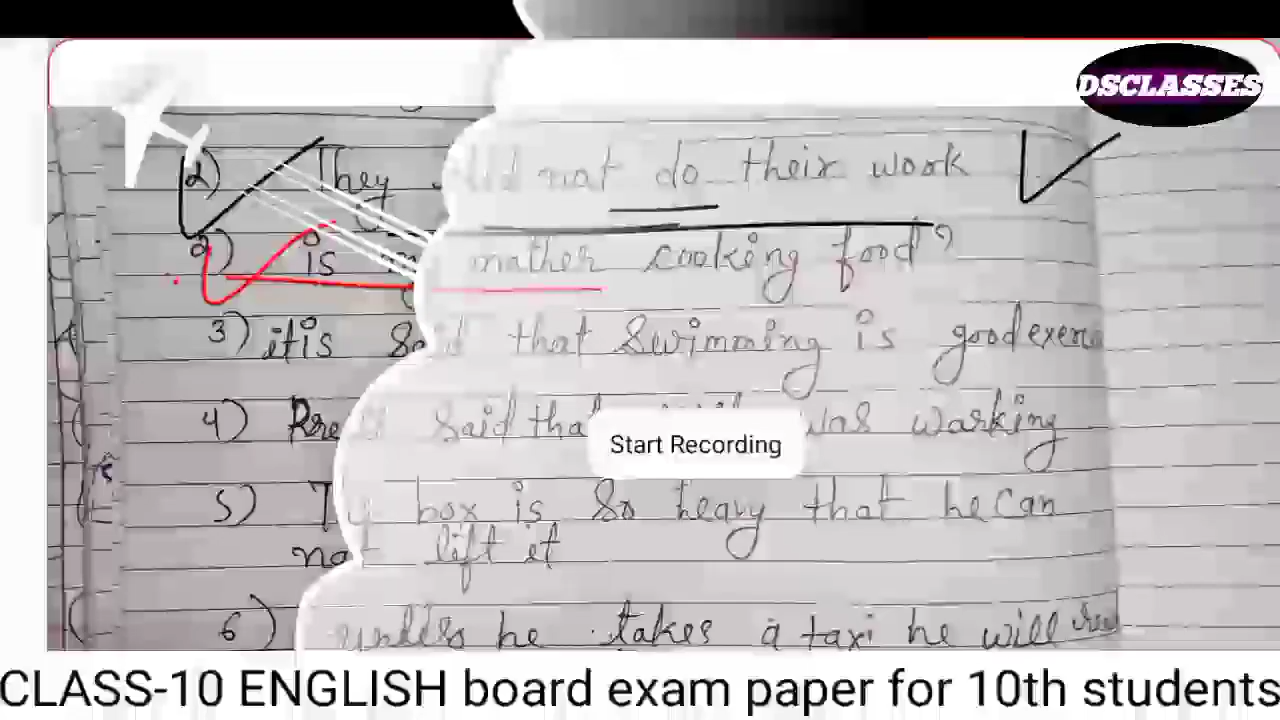 DSCLASSES
2) They did not do their work
2) is my mother cooking food?
3) it is said that Swimming is good
4) said that was working
5) box is so heavy that he can
not lift it
6) unless he takes a taxi he will
Start Recording
CLASS-10 ENGLISH board exam paper for 10th students